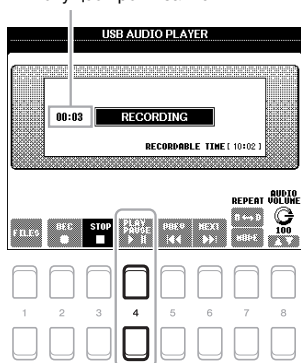 USB AUDIO PLAYER
00:03
RECORDING
RECORDABLE TIME [ 10:02 ]
REPEAT
AUDIO VOLUME
FILES
REC
STOP
PLAY PAUSE
PREV
NEXT
MODE
100
1 2 3 4 5 6 7 8